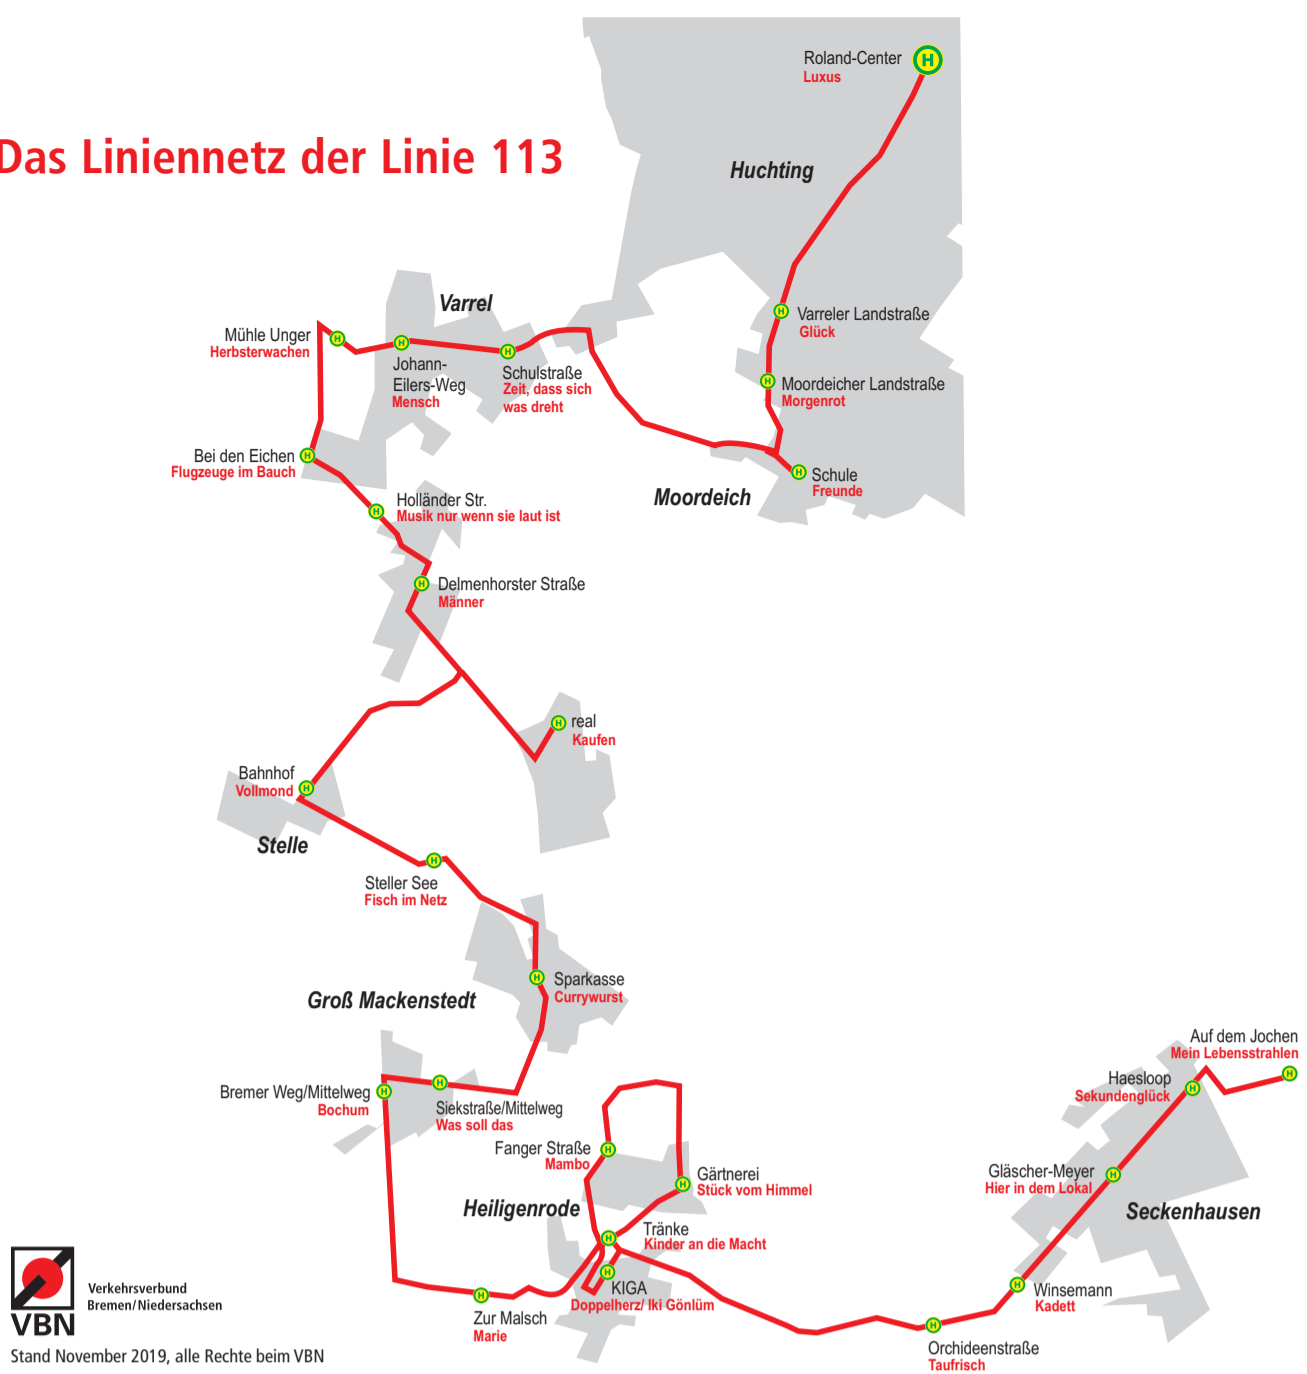 Das Liniennetz der Linie 113
Roland-Center
Luxus
H
Huchting
Varreler Landstraße
Glück
Moordeicher Landstraße
Morgenrot
Schule
Freunde
Moordeich
Varrel
Schulstraße
Zeit, dass sich
was dreht
Johann-
Eilers-Weg
Mensch
Mühle Unger
Herbsterwachen
Bei den Eichen
Flugzeuge im Bauch
Holländer Str.
Musik nur wenn sie laut ist
Delmenhorster Straße
Männer
real
Kaufen
Bahnhof
Vollmond
Stelle
Steller See
Fisch im Netz
Sparkasse
Currywurst
Groß Mackenstedt
Siekstraße/Mittelweg
Was soll das
Bremer Weg/Mittelweg
Bochum
Fanger Straße
Mambo
Gärtnerei
Stück vom Himmel
Heiligenrode
Tränke
Kinder an die Macht
KIGA
Doppelherz/ Iki Gönlüm
Zur Malsch
Marie
Auf dem Jochen
Mein Lebensstrahlen
Haesloop
Sekundenglück
Gläscher-Meyer
Hier in dem Lokal
Seckenhausen
Winsemann
Kadett
Orchideenstraße
Taufrisch
Verkehrsverbund
Bremen/Niedersachsen
VBN
Stand November 2019, alle Rechte beim VBN